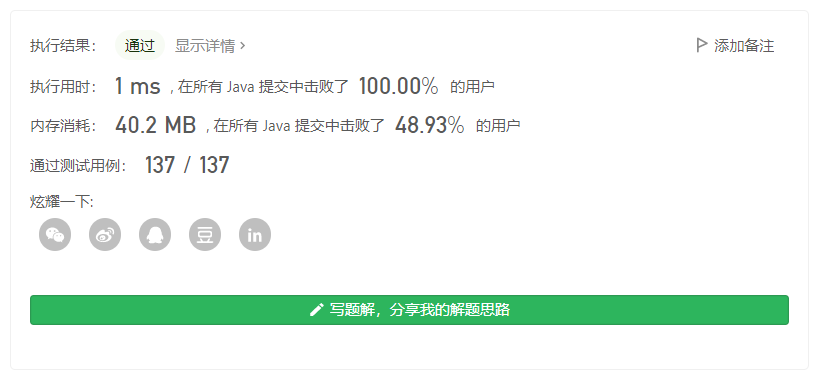 执行结果： 通过 显示详情 > 添加备注
执行用时： 1 ms , 在所有 Java 提交中击败了 100.00% 的用户
内存消耗： 40.2 MB , 在所有 Java 提交中击败了 48.93% 的用户
通过测试用例： 137 / 137
炫耀一下:
豆 in
写题解，分享我的解题思路